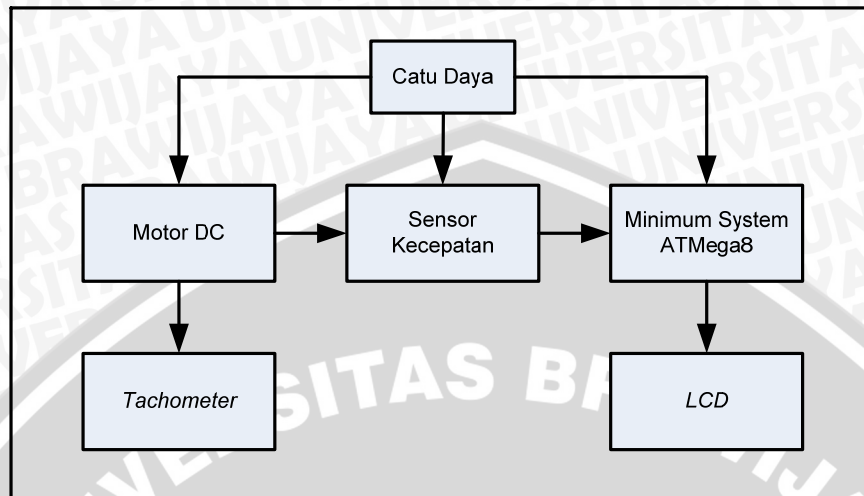 Catu Daya
Motor DC
Sensor
Kecepatan
Minimum System
ATMega8
Tachometer
LCD